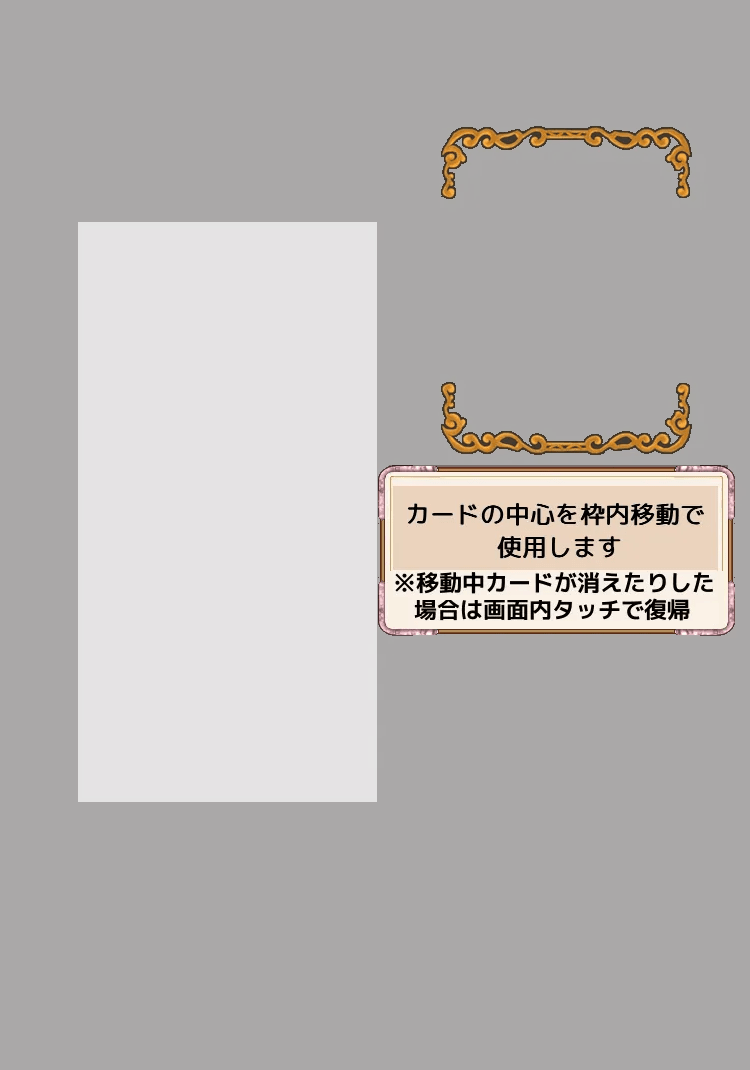 カードの中心を枠内移動で
使用します
※移動中カードが消えたりした
場合は画面内タッチで復帰